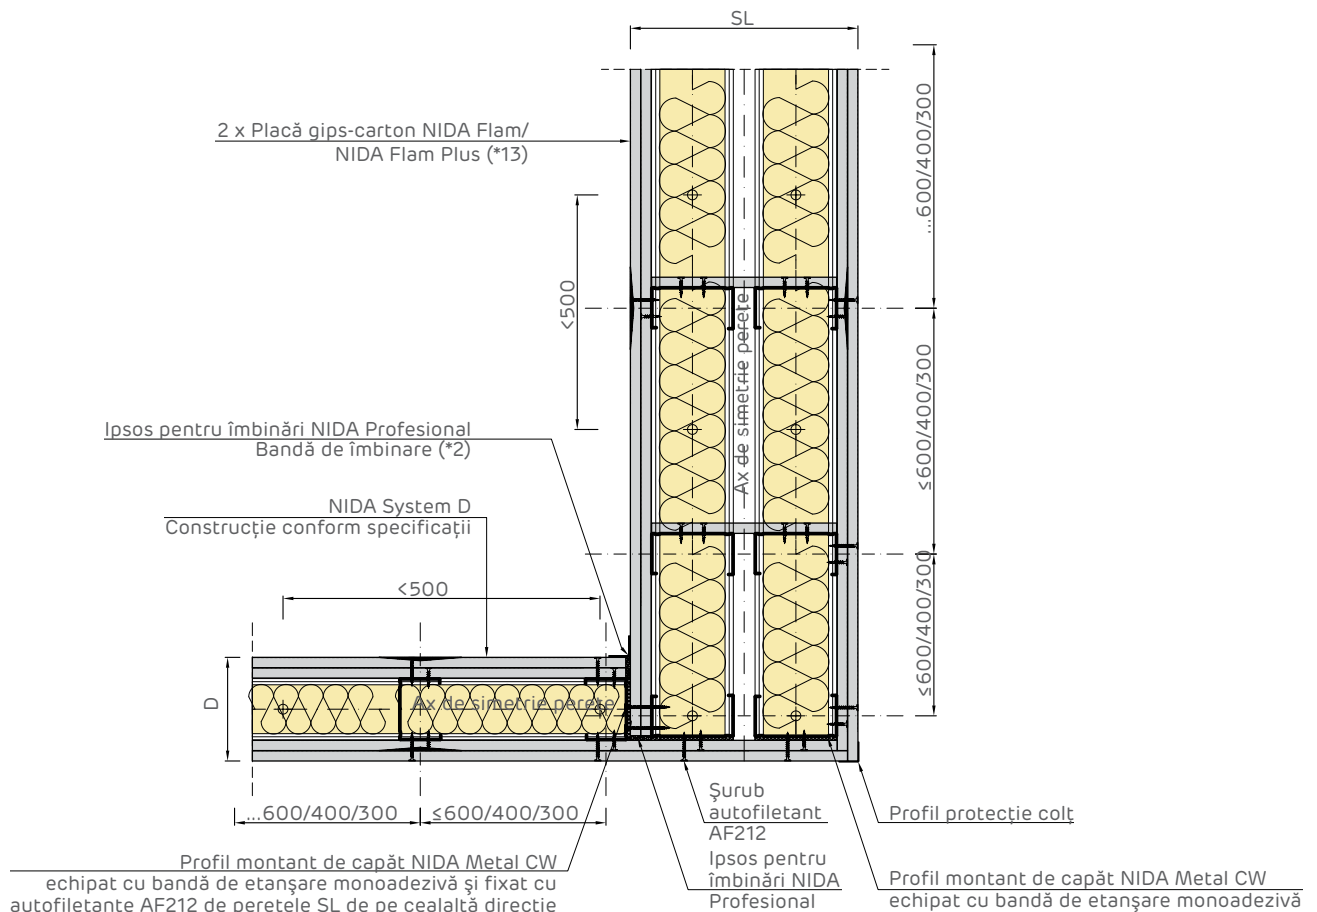 SL
2 x Placă gips-carton NIDA Flam/
NIDA Flam Plus (*13)
...600/400/300
<500
Ax de simetrie perete
≤600/400/300
Ipsos pentru îmbinări NIDA Profesional
Bandă de îmbinare (*2)
NIDA System D
Construcție conform specificații
<500
≤600/400/300
D
Ax de simetrie perete
...600/400/300
≤600/400/300
Șurub
autofiletant
AF212
Profil protecție colț
Profil montant de capăt NIDA Metal CW
echipat cu bandă de etanșare monoadezivă și fixat cu
autofiletante AF212 de peretele SL de pe cealaltă direcție
Ipsos pentru
îmbinări NIDA
Profesional
Profil montant de capăt NIDA Metal CW
echipat cu bandă de etanșare monoadezivă